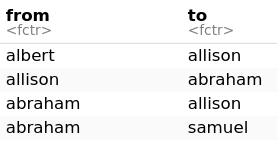 from to
<fctr> <fctr>
albert allison
allison abraham
abraham allison
abraham samuel